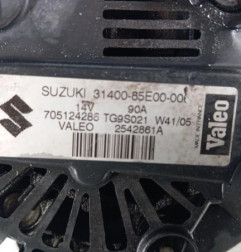 SUZUKI 31400-85E00-000
14V 90A
705124286 TG9S021 W41/05
VALEO 2542861A
Valeo